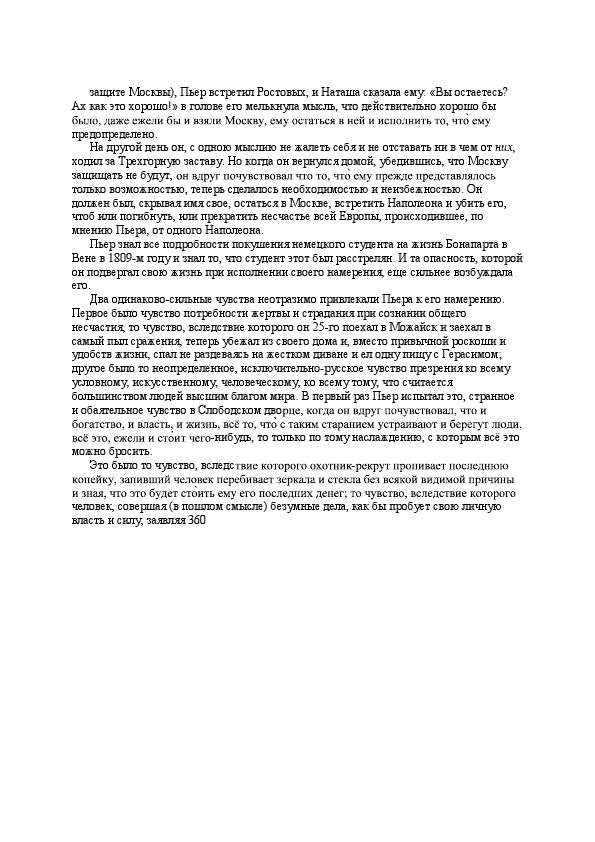 защите Москвы), Пьер встретил Ростовых, и Наташа сказала ему: «Вы остаетесь?
Ах как это хорошо!» в голове его мелькнула мысль, что действительно хорошо бы
было, даже ежели бы и взяли Москву, ему остаться в ней и исполнить то, что̀ ему
предопределено.
На другой день он, с одною мыслию не жалеть себя и не отставать ни в чем от них,
ходил за Трехгорную заставу. Но когда он вернулся домой, убедившись, что Москву
защищать не будут, он вдруг почувствовал что то, что̀ ему прежде представлялось
только возможностью, теперь сделалось необходимостью и неизбежностью. Он
должен был, скрывая имя свое, остаться в Москве, встретить Наполеона и убить его,
чтоб или погибнуть, или прекратить несчастье всей Европы, происходившее, по
мнению Пьера, от одного Наполеона.
Пьер знал все подробности покушения немецкого студента на жизнь Бонапарта в
Вене в 1809-м году и знал то, что студент этот был расстрелян. И та опасность, которой
он подвергал свою жизнь при исполнении своего намерения, еще сильнее возбуждала
его.
Два одинаково-сильные чувства неотразимо привлекали Пьера к его намерению.
Первое было чувство потребности жертвы и страдания при сознании общего
несчастия, то чувство, вследствие которого он 25-го поехал в Можайск и заехал в
самый пыл сражения, теперь убежал из своего дома и, вместо привычной роскоши и
удобств жизни, спал не раздеваясь на жестком диване и ел одну пищу с Герасимом;
другое было то неопределенное, исключительно-русское чувство презрения ко всему
условному, искусственному, человеческому, ко всему тому, что считается
большинством людей высшим благом мира. В первый раз Пьер испытал это, странное
и обаятельное чувство в Слободском дворце, когда он вдруг почувствовал, что и
богатство, и власть, и жизнь, всё то, что̀ с таким старанием устраивают и берегут люди,
всё это, ежели и сто̀ит чего-нибудь, то только по тому наслаждению, с которым всё это
можно бросить.
Это было то чувство, вследствие которого охотник-рекрут пропивает последнюю
копейку, запивший человек перебивает зеркала и стекла без всякой видимой причины
и зная, что это будет сто̀ить ему его последних денег; то чувство, вследствие которого
человек, совершая (в пошлом смысле) безумные дела, как бы пробует свою личную
власть и силу, заявляя 360